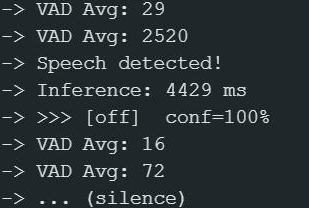 -> VAD Avg: 29
-> VAD Avg: 2520
-> Speech detected!
-> Inference: 4429 ms
-> >>> [off]  conf=100%
-> VAD Avg: 16
-> VAD Avg: 72
-> ... (silence)